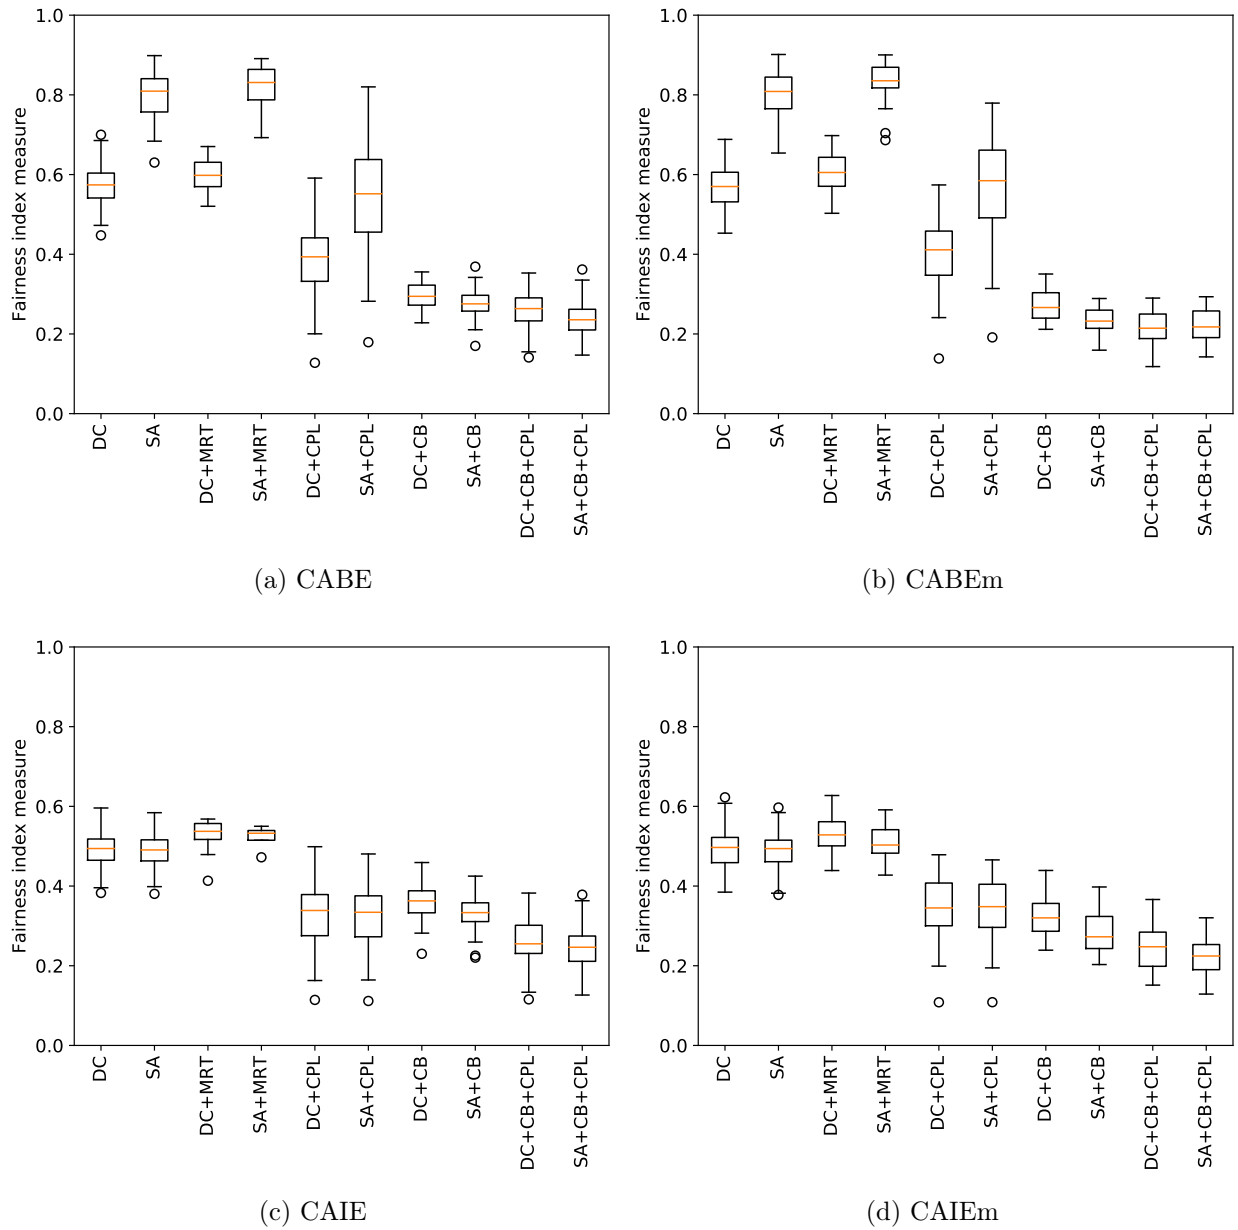 Fairness index measure
1.0
0.8
0.6
0.4
0.2
0.0
DC
SA
DC+MRT
SA+MRT
DC+CPL
SA+CPL
DC+CB
SA+CB
DC+CB+CPL
SA+CB+CPL
(a) CABE
Fairness index measure
1.0
0.8
0.6
0.4
0.2
0.0
DC
SA
DC+MRT
SA+MRT
DC+CPL
SA+CPL
DC+CB
SA+CB
DC+CB+CPL
SA+CB+CPL
(b) CABEm
Fairness index measure
1.0
0.8
0.6
0.4
0.2
0.0
DC
SA
DC+MRT
SA+MRT
DC+CPL
SA+CPL
DC+CB
SA+CB
DC+CB+CPL
SA+CB+CPL
(c) CAIE
Fairness index measure
1.0
0.8
0.6
0.4
0.2
0.0
DC
SA
DC+MRT
SA+MRT
DC+CPL
SA+CPL
DC+CB
SA+CB
DC+CB+CPL
SA+CB+CPL
(d) CAIEm